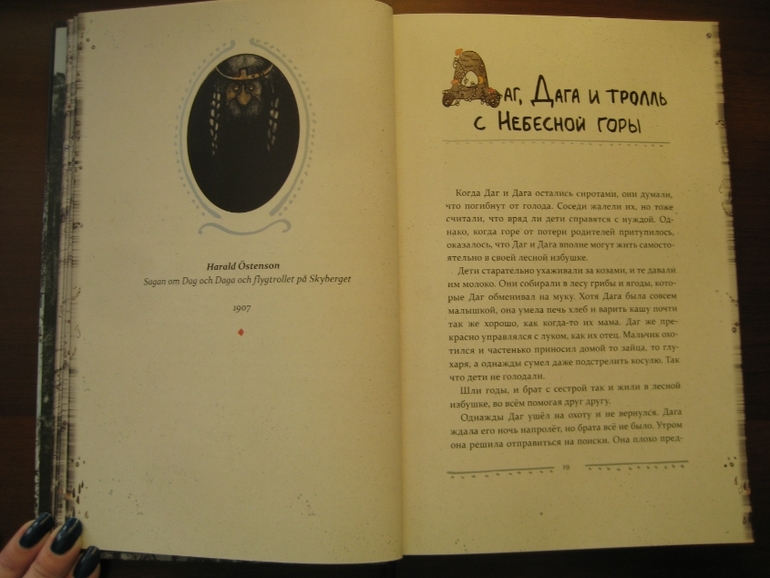 Harald Östenson
Sagan om Dag och Daga och flygtrollet på Skyberget
1907
Даг, Дага и тролль
с Небесной горы
Когда Даг и Дага остались сиротами, они думали,
что погибнут от голода. Соседи жалели их, но тоже
считали, что вряд ли дети справятся с нуждой. Од-
нако, когда горе от потери родителей притупилось,
оказалось, что Даг и Дага вполне могут жить самосто-
ятельно в своей лесной избушке.
Дети старательно ухаживали за козами, и те давали
им молоко. Они собирали в лесу грибы и ягоды, кото-
рые Даг обменивал на муку. Хотя Дага была совсем
малышкой, она умела печь хлеб и варить кашу почти
так же хорошо, как когда-то их мама. Даг же пре-
красно управлялся с луком, как их отец. Мальчик охо-
тился и частенько приносил домой то зайца, то глу-
харя, а однажды сумел даже подстрелить косулю. Так
что дети не голодали.
Шли годы, и брат с сестрой так и жили в лесной
избушке, во всём помогая друг другу.
Однажды Даг ушёл на охоту и не вернулся. Дага
ждала его ночь напролёт, но брата всё не было. Утром
она решила отправиться на поиски. Она плохо пред-
19